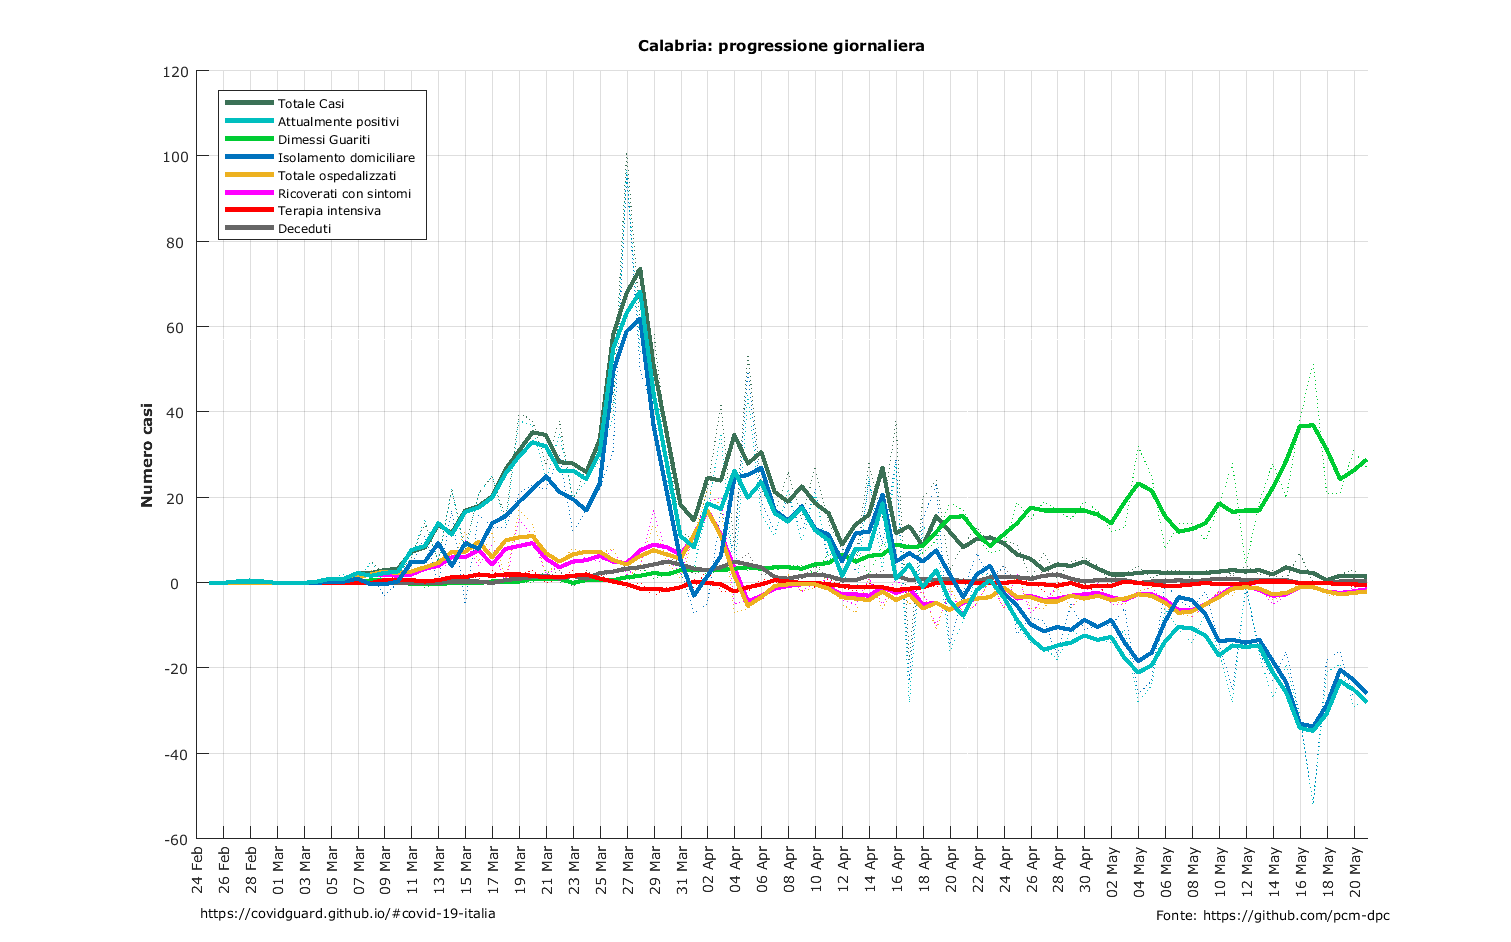 Calabria: progressione giornaliera
120
100
80
60
40
20
0
-20
-40
-60
Numero casi
Totale Casi
Attualmente positivi
Dimessi Guariti
Isolamento domiciliare
Totale ospedalizzati
Ricoverati con sintomi
Terapia intensiva
Deceduti
24 Feb
26 Feb
28 Feb
01 Mar
03 Mar
05 Mar
07 Mar
09 Mar
11 Mar
13 Mar
15 Mar
17 Mar
19 Mar
21 Mar
23 Mar
25 Mar
27 Mar
29 Mar
31 Mar
02 Apr
04 Apr
06 Apr
08 Apr
10 Apr
12 Apr
14 Apr
16 Apr
18 Apr
20 Apr
22 Apr
24 Apr
26 Apr
28 Apr
30 Apr
02 May
04 May
06 May
08 May
10 May
12 May
14 May
16 May
18 May
20 May
https://covidguard.github.io/#covid-19-italia
Fonte: https://github.com/pcm-dpc